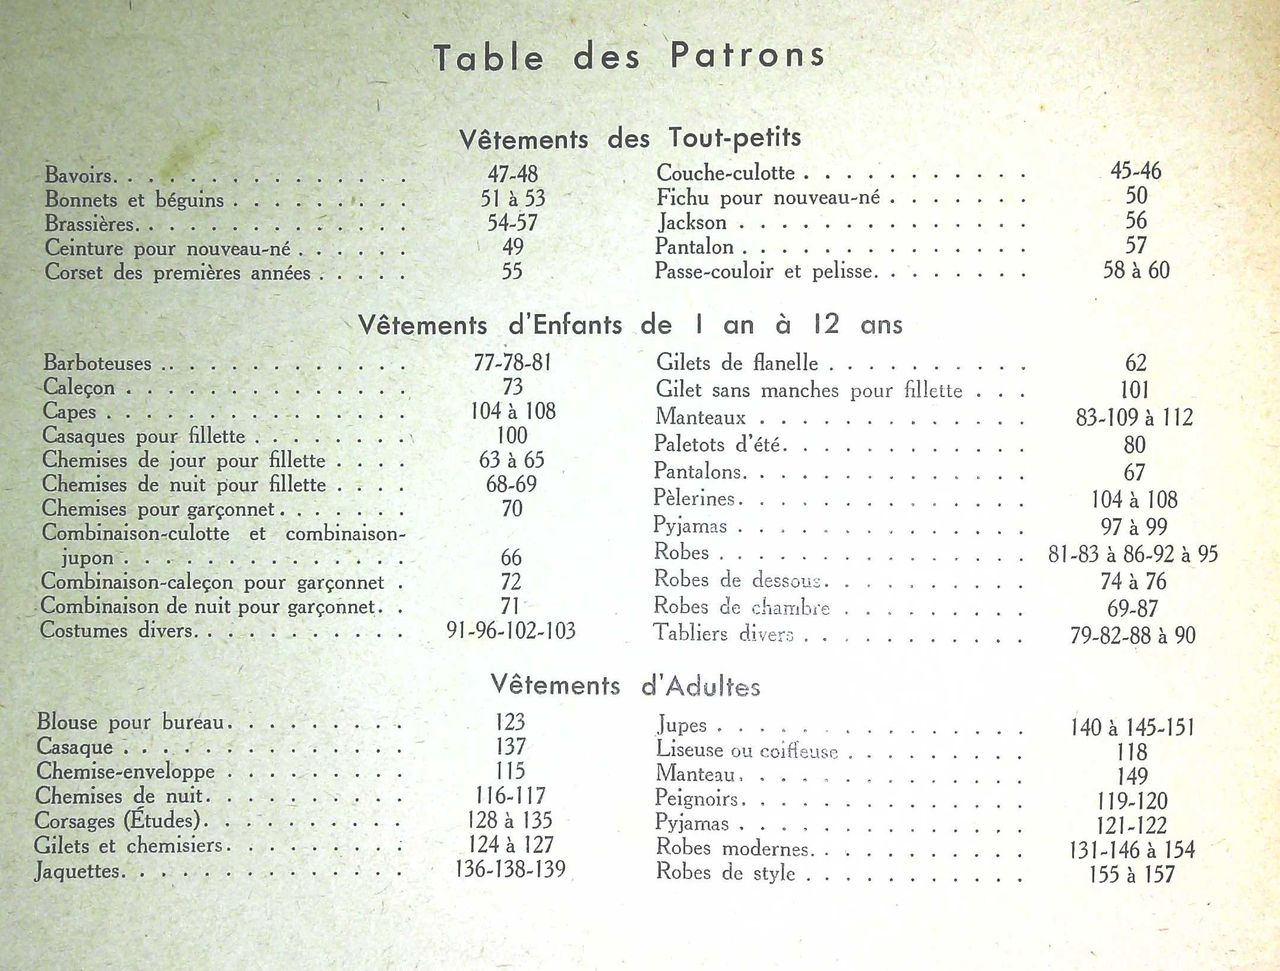 Table des Patrons
Vêtements des Tout-petits
Bavoirs. . . . . . . . . . . . . . . 47-48
Bonnets et béguins . . . . . . . . . 51 à 53
Brassières. . . . . . . . . . . . . . 54-57
Ceinture pour nouveau-né . . . . . . 49
Corset des premières années . . . . . 55
Couche-culotte . . . . . . . . . . . 45-46
Fichu pour nouveau-né . . . . . . . 50
Jackson . . . . . . . . . . . . . . 56
Pantalon . . . . . . . . . . . . . . 57
Passe-couloir et pelisse. . . . . . . . 58 à 60
Vêtements d'Enfants de 1 an à 12 ans
Barboteuses . . . . . . . . . . . . . 77-78-81
Caleçon . . . . . . . . . . . . . . 73
Capes . . . . . . . . . . . . . . . 104 à 108
Casaques pour fillette . . . . . . . . 100
Chemises de jour pour fillette . . . . 63 à 65
Chemises de nuit pour fillette . . . . 68-69
Chemises pour garçonnet. . . . . . . 70
Combinaison-culotte et combinaison-
jupon . . . . . . . . . . . . . 66
Combinaison-caleçon pour garçonnet . 72
Combinaison de nuit pour garçonnet. . 71
Costumes divers. . . . . . . . . . . 91-96-102-103
Gilets de flanelle . . . . . . . . . . 62
Gilet sans manches pour fillette . . . 101
Manteaux . . . . . . . . . . . . . 83-109 à 112
Paletots d'été. . . . . . . . . . . . 80
Pantalons. . . . . . . . . . . . . . 67
Pèlerines. . . . . . . . . . . . . . 104 à 108
Pyjamas . . . . . . . . . . . . . . 97 à 99
Robes . . . . . . . . . . . . . . . 81-83 à 86-92 à 95
Robes de dessous. . . . . . . . . . 74 à 76
Robes de chambre . . . . . . . . . 69-87
Tabliers divers . . . . . . . . . . . 79-82-88 à 90
Vêtements d'Adultes
Blouse pour bureau. . . . . . . . . 123
Casaque . . . . . . . . . . . . . . 137
Chemise-enveloppe . . . . . . . . . 115
Chemises de nuit. . . . . . . . . . 116-117
Corsages (Études). . . . . . . . . . 128 à 135
Gilets et chemisiers. . . . . . . . . 124 à 127
Jaquettes. . . . . . . . . . . . . . 136-138-139
Jupes . . . . . . . . . . . . . . . 140 à 145-151
Liseuse ou coiffeuse . . . . . . . . . 118
Manteau. . . . . . . . . . . . . . 149
Peignoirs. . . . . . . . . . . . . . 119-120
Pyjamas . . . . . . . . . . . . . . 121-122
Robes modernes. . . . . . . . . . . 131-146 à 154
Robes de style . . . . . . . . . . . 155 à 157